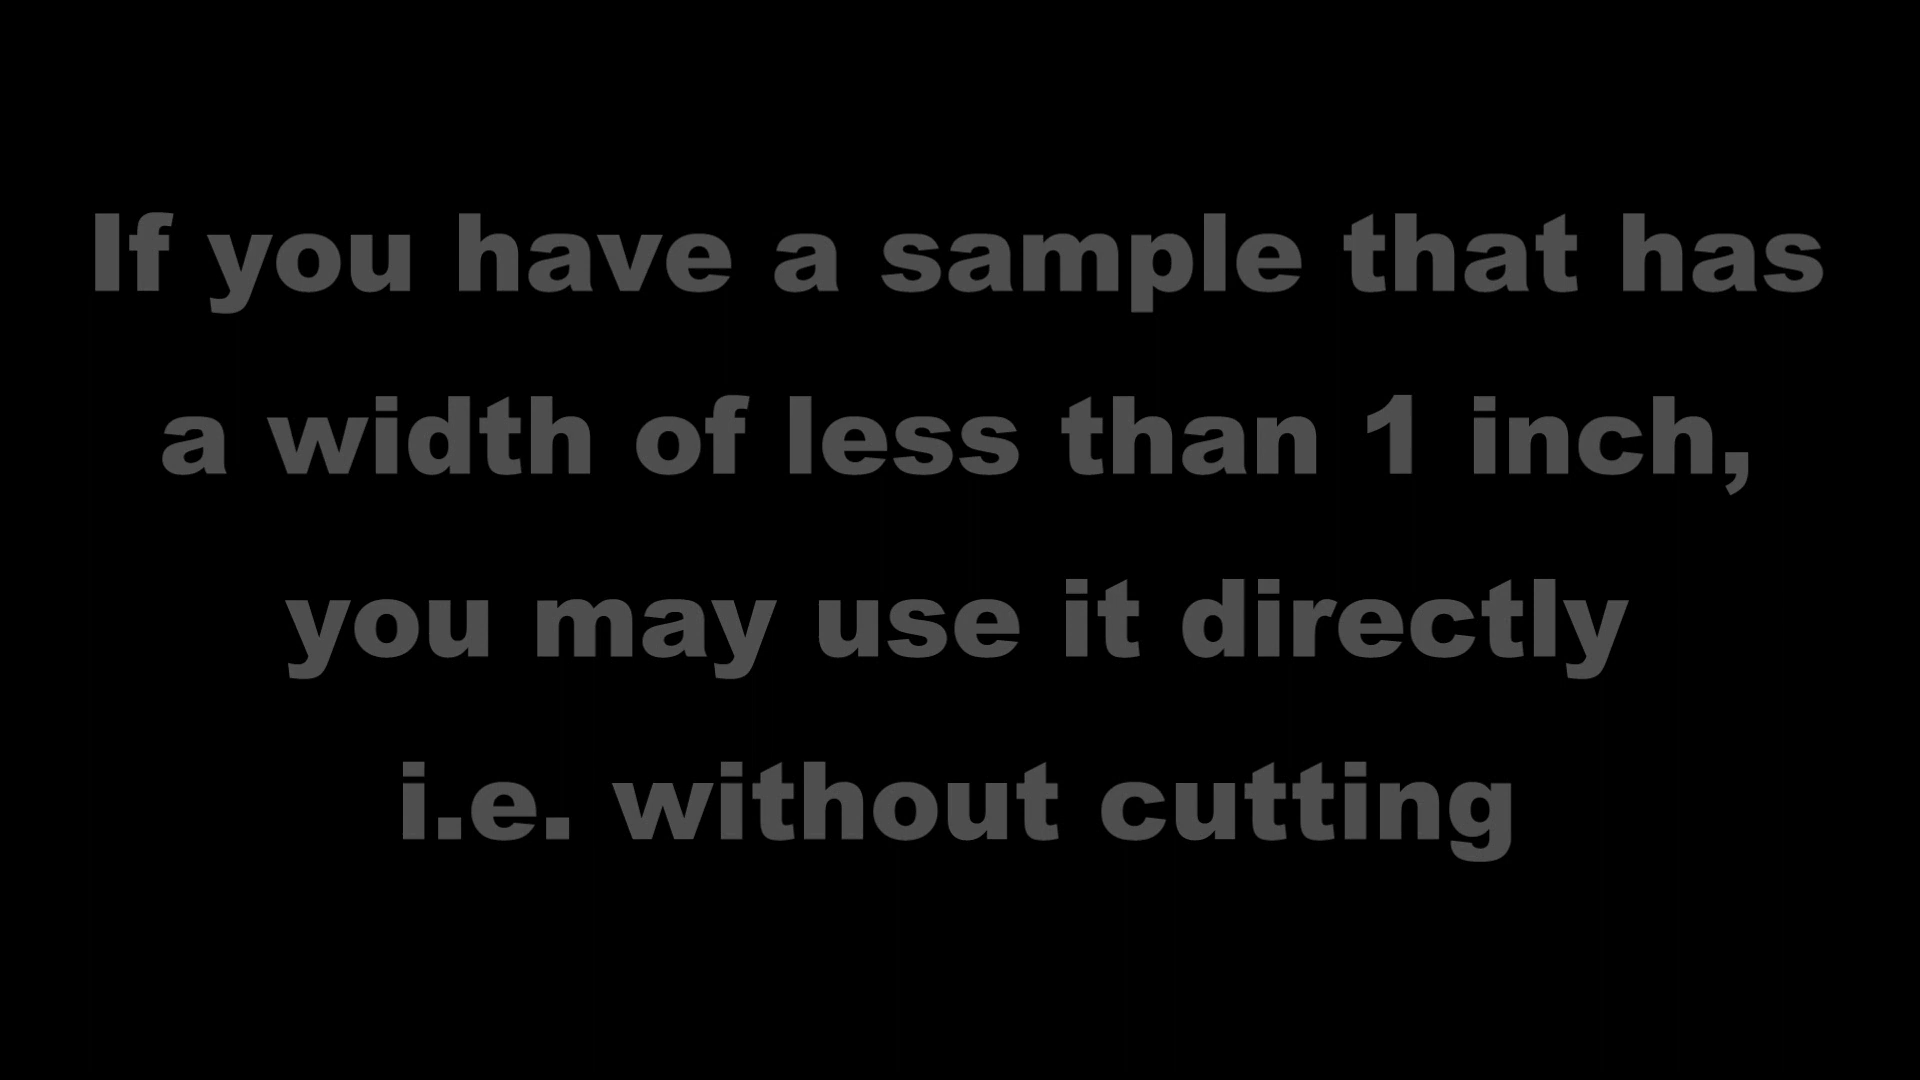 If you have a sample that has
a width of less than 1 inch,
you may use it directly
i.e. without cutting